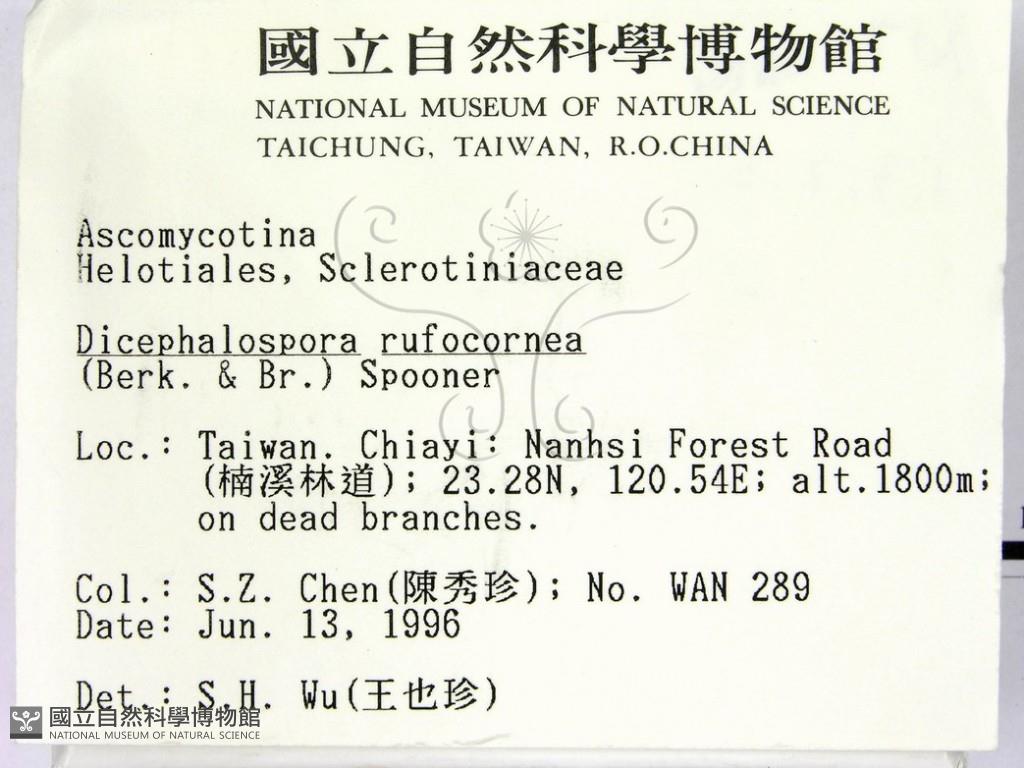 國立自然科學博物館
NATIONAL MUSEUM OF NATURAL SCIENCE
TAICHUNG, TAIWAN, R.O.CHINA
Ascomycotina
Helotiales, Sclerotiniaceae
Dicephalospora rufocornea
(Berk. & Br.) Spooner
Loc.: Taiwan. Chiayi: Nanhsi Forest Road
(楠溪林道); 23.28N, 120.54E; alt.1800m;
on dead branches.
Col.: S.Z. Chen(陳秀珍); No. WAN 289
Date: Jun. 13, 1996
Det.: S.H. Wu(王也珍)
國立自然科學博物館
NATIONAL MUSEUM OF NATURAL SCIENCE